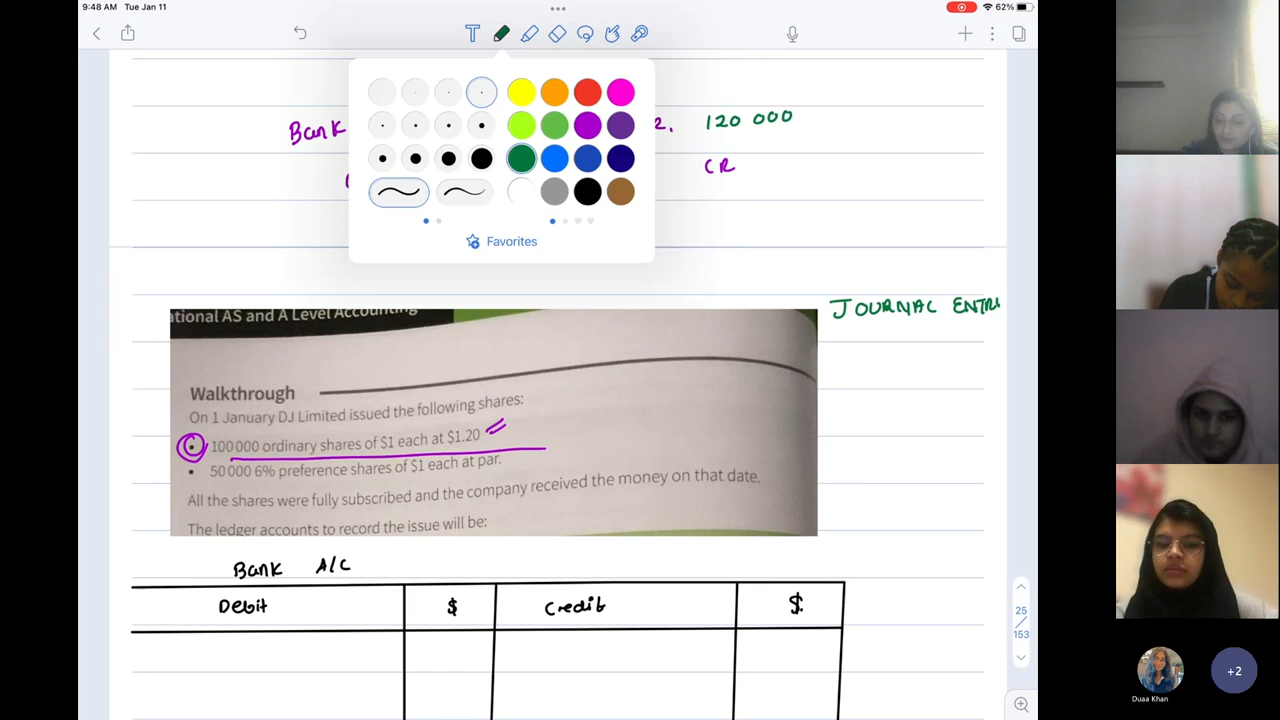 9:48 AM Tue Jan 11
62%
T
Bank
2. 120 000
CR
Favorites
JOURNAL ENTRI
ational AS and A Level Accounting
Walkthrough
On 1 January DJ Limited issued the following shares:
• 100 000 ordinary shares of $1 each at $1.20
• 50 000 6% preference shares of $1 each at par.
All the shares were fully subscribed and the company received the money on that date.
The ledger accounts to record the issue will be:
Bank A/C
Debit $ Credit $
25
/
153
Duaa Khan
+2